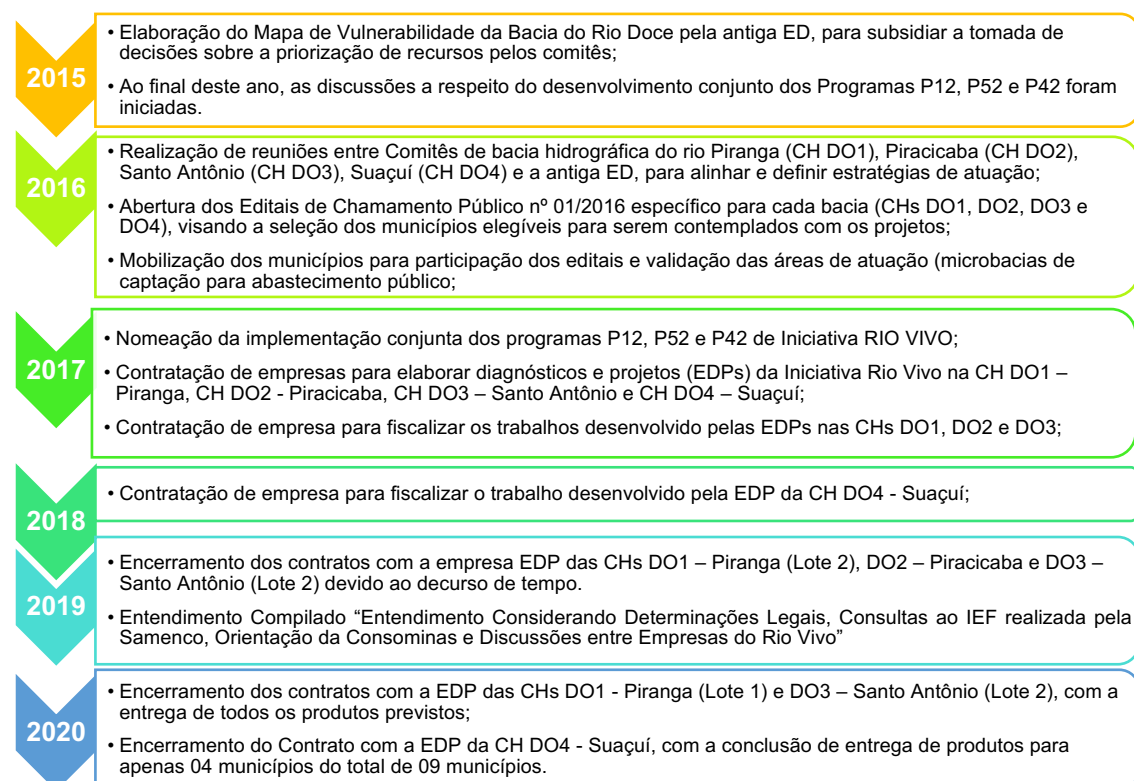 2015
• Elaboração do Mapa de Vulnerabilidade da Bacia do Rio Doce pela antiga ED, para subsidiar a tomada de
decisões sobre a priorização de recursos pelos comitês;
• Ao final deste ano, as discussões a respeito do desenvolvimento conjunto dos Programas P12, P52 e P42 foram
iniciadas.
2016
• Realização de reuniões entre Comitês de bacia hidrográfica do rio Piranga (CH DO1), Piracicaba (CH DO2),
Santo Antônio (CH DO3), Suaçuí (CH DO4) e a antiga ED, para alinhar e definir estratégias de atuação;
• Abertura dos Editais de Chamamento Público nº 01/2016 específico para cada bacia (CHs DO1, DO2, DO3 e
DO4), visando a seleção dos municípios elegíveis para serem contemplados com os projetos;
• Mobilização dos municípios para participação dos editais e validação das áreas de atuação (microbacias de
captação para abastecimento público;
2017
• Nomeação da implementação conjunta dos programas P12, P52 e P42 de Iniciativa RIO VIVO;
• Contratação de empresas para elaborar diagnósticos e projetos (EDPs) da Iniciativa Rio Vivo na CH DO1 –
Piranga, CH DO2 - Piracicaba, CH DO3 – Santo Antônio e CH DO4 – Suaçuí;
• Contratação de empresa para fiscalizar os trabalhos desenvolvido pelas EDPs nas CHs DO1, DO2 e DO3;
2018
• Contratação de empresa para fiscalizar o trabalho desenvolvido pela EDP da CH DO4 - Suaçuí;
2019
• Encerramento dos contratos com a empresa EDP das CHs DO1 – Piranga (Lote 2), DO2 – Piracicaba e DO3 –
Santo Antônio (Lote 2) devido ao decurso de tempo.
• Entendimento Compilado “Entendimento Considerando Determinações Legais, Consultas ao IEF realizada pela
Samenco, Orientação da Consominas e Discussões entre Empresas do Rio Vivo”
2020
• Encerramento dos contratos com a EDP das CHs DO1 - Piranga (Lote 1) e DO3 – Santo Antônio (Lote 2), com a
entrega de todos os produtos previstos;
• Encerramento do Contrato com a EDP da CH DO4 - Suaçuí, com a conclusão de entrega de produtos para
apenas 04 municípios do total de 09 municípios.